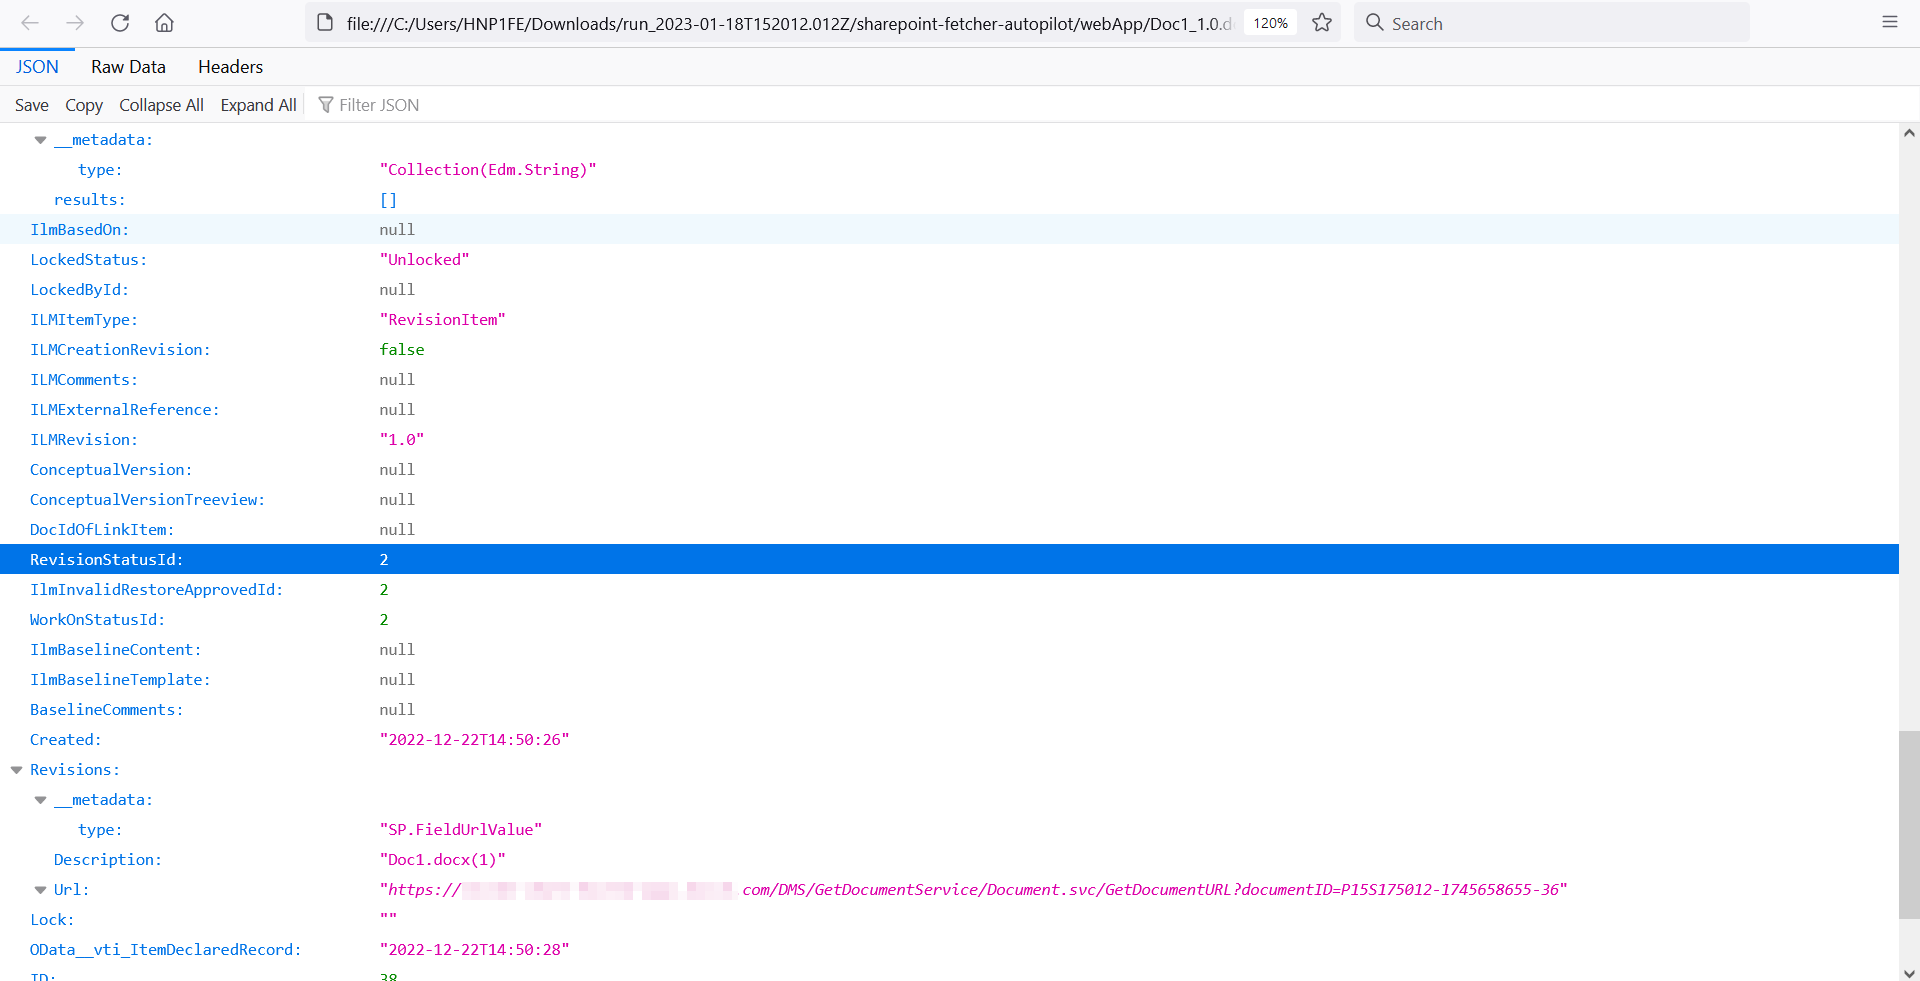 file:///C:/Users/HNP1FE/Downloads/run_2023-01-18T152012.012Z/sharepoint-fetcher-autopilot/webApp/Doc1_1.0.d 120% Search
JSON Raw Data Headers
Save Copy Collapse All Expand All Filter JSON
__metadata:
type: "Collection(Edm.String)"
results: []
IlmBasedOn: null
LockedStatus: "Unlocked"
LockedById: null
ILMItemType: "RevisionItem"
ILMCreationRevision: false
ILMComments: null
ILMExternalReference: null
ILMRevision: "1.0"
ConceptualVersion: null
ConceptualVersionTreeview: null
DocIdOfLinkItem: null
RevisionStatusId: 2
IlmInvalidRestoreApprovedId: 2
WorkOnStatusId: 2
IlmBaselineContent: null
IlmBaselineTemplate: null
BaselineComments: null
Created: "2022-12-22T14:50:26"
Revisions:
__metadata:
type: "SP.FieldUrlValue"
Description: "Doc1.docx(1)"
Url: "https:// .com/DMS/GetDocumentService/Document.svc/GetDocumentURL?documentID=P15S175012-1745658655-36"
Lock: ""
OData__vti_ItemDeclaredRecord: "2022-12-22T14:50:28"
ID: 38